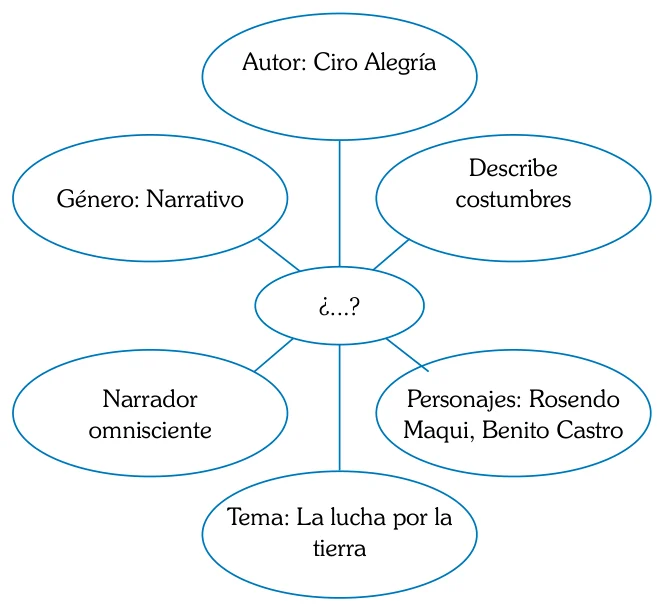 Autor: Ciro Alegría
Género: Narrativo
Describe
costumbres
¿...?
Narrador
omnisciente
Personajes: Rosendo
Maqui, Benito Castro
Tema: La lucha por la
tierra